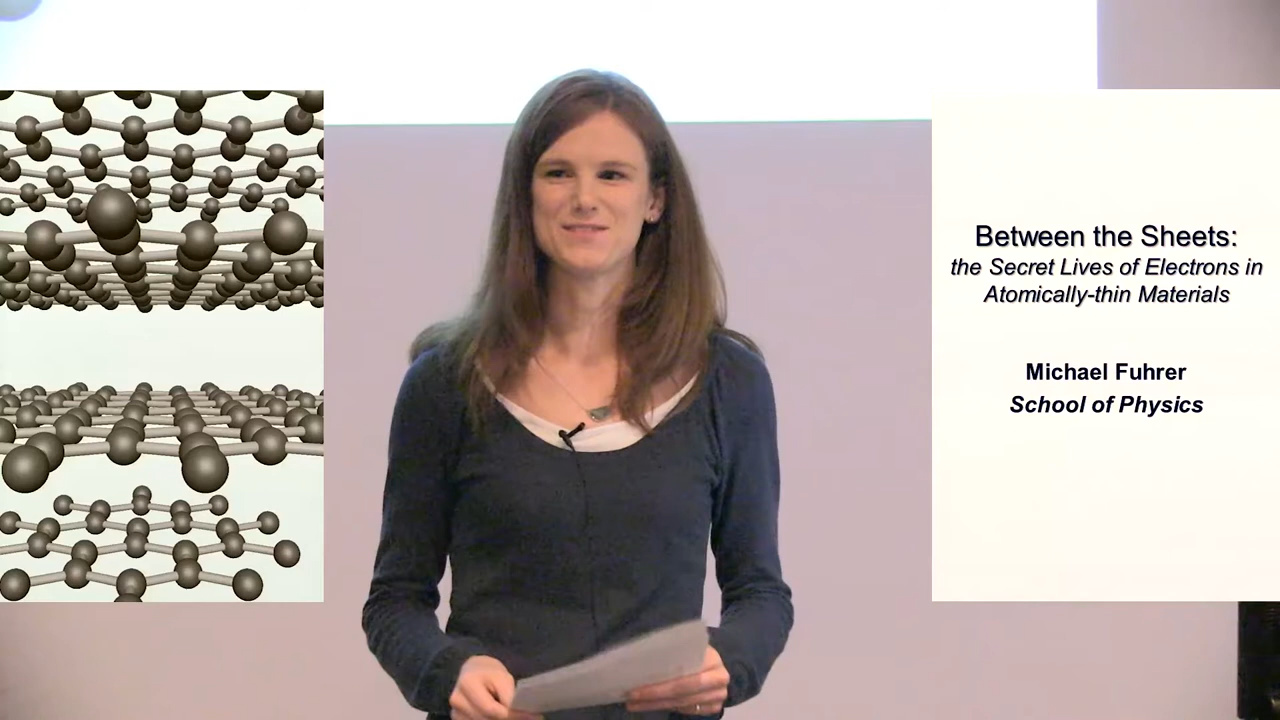 Between the Sheets:
the Secret Lives of Electrons in
Atomically-thin Materials
Michael Fuhrer
School of Physics